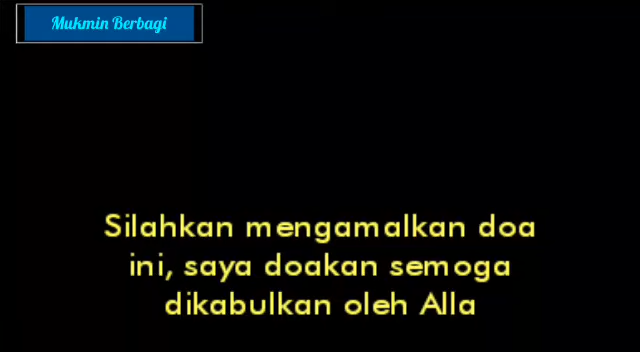 Mukmin Berbagi
Silahkan mengamalkan doa
ini, saya doakan semoga
dikabulkan oleh Alla